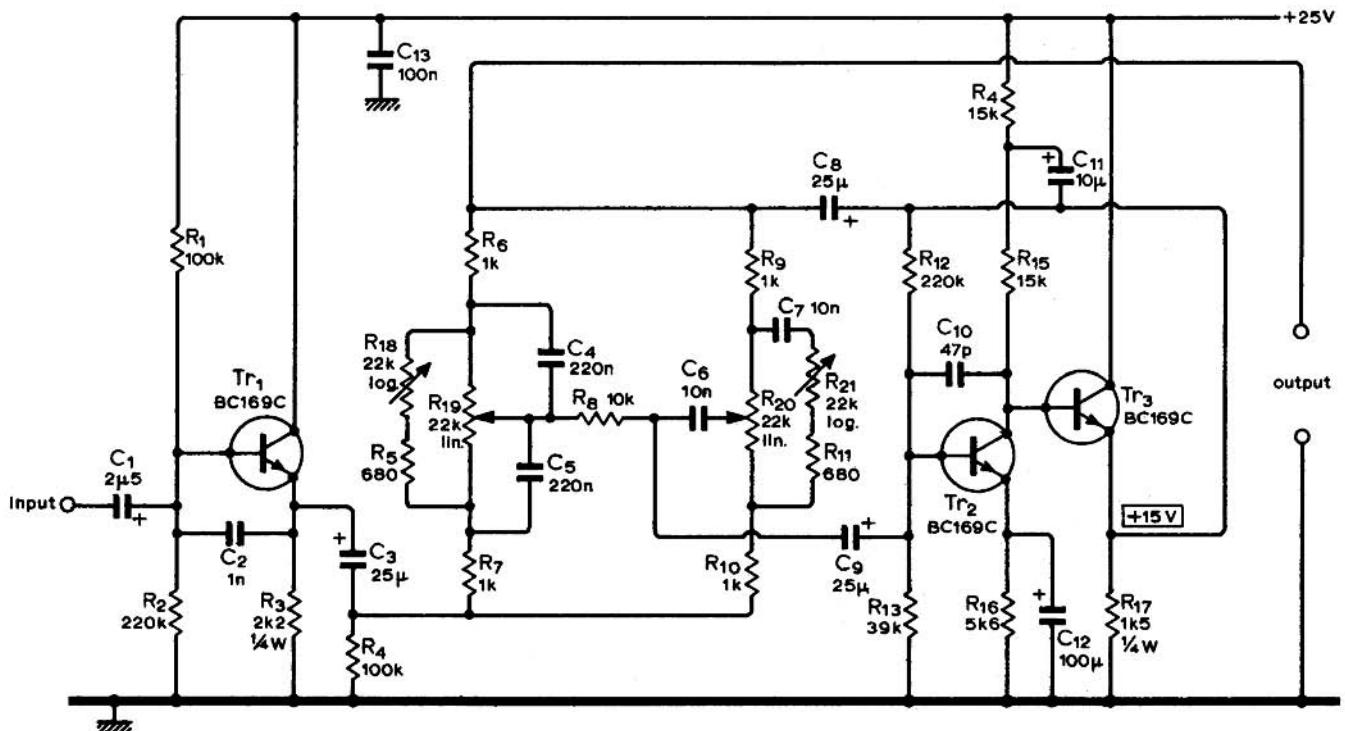 +25V
C13
100n
R4
15k
C8
25μ
+
+
C11
10μ
R1
100k
R6
1k
R9
1k
R12
220k
R15
15k
C7 10n
R18
22k
log.
C4
220n
C6
10n
R21
22k
log.
C10
47p
output
Tr1
BC169C
R19
22k
lin.
R8 10k
R20
22k
lin.
Tr3
BC169C
R5
680
C5
220n
R11
680
C1
2μ5
Input
+
Tr2
BC169C
+15V
C2
1n
+
C3
25μ
R7
1k
R10
1k
+
C9
25μ
R2
220k
R3
2k2
¼W
R4
100k
R13
39k
R16
5k6
+
C12
100μ
R17
1k5
¼W